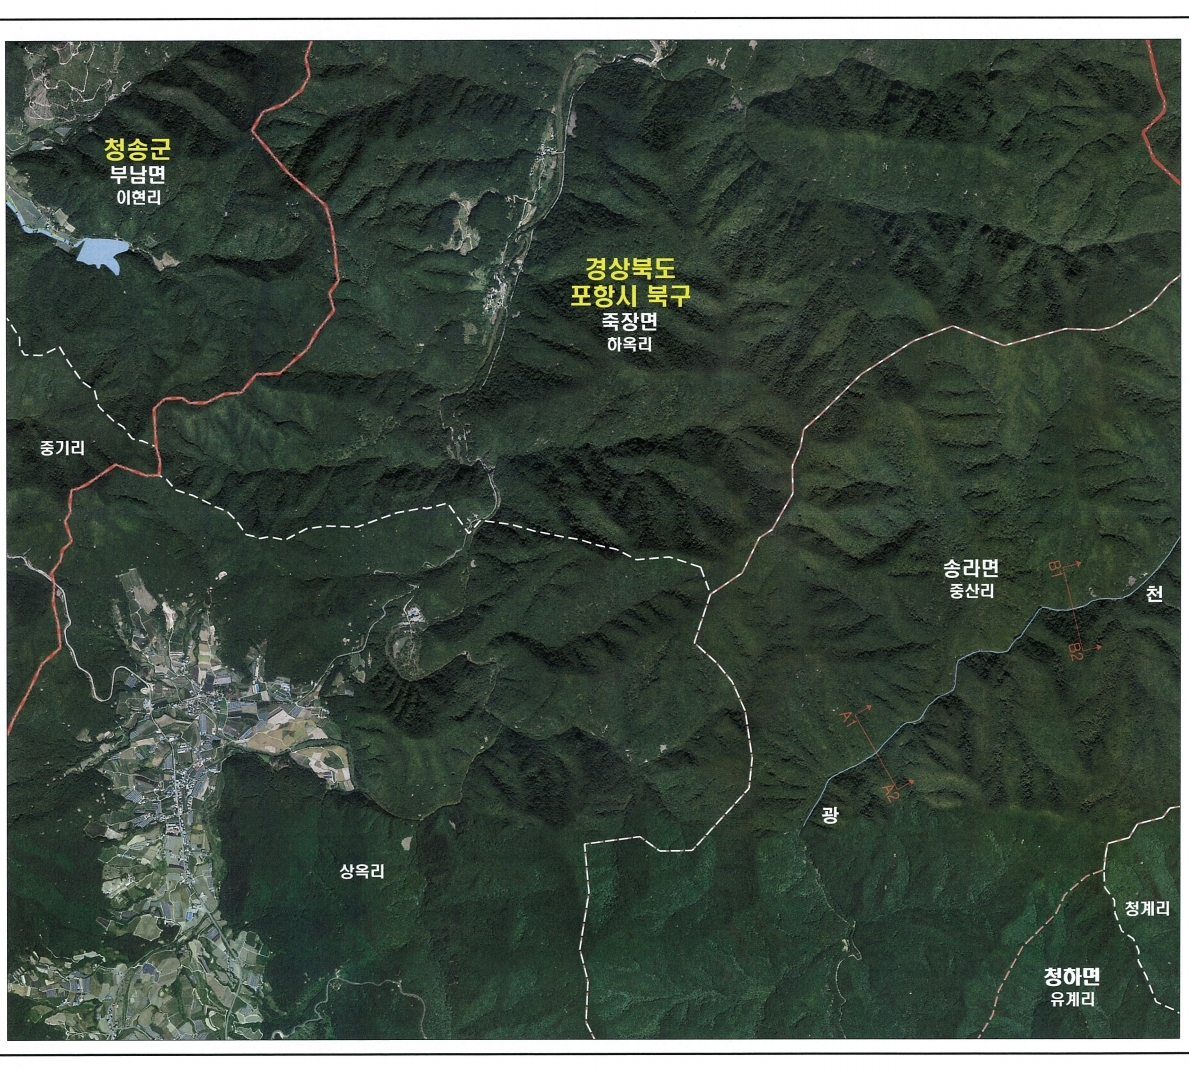 청송군
부남면
이현리
경상북도
포항시 북구
죽장면
하옥리
중기리
송라면
중산리
B1
천
B2
A1
A2
광
상옥리
청계리
청하면
유계리